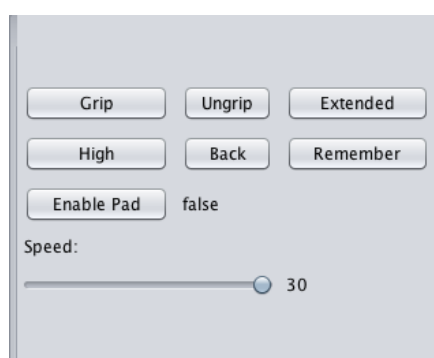 Grip Ungrip Extended
High Back Remember
Enable Pad false
Speed:
30